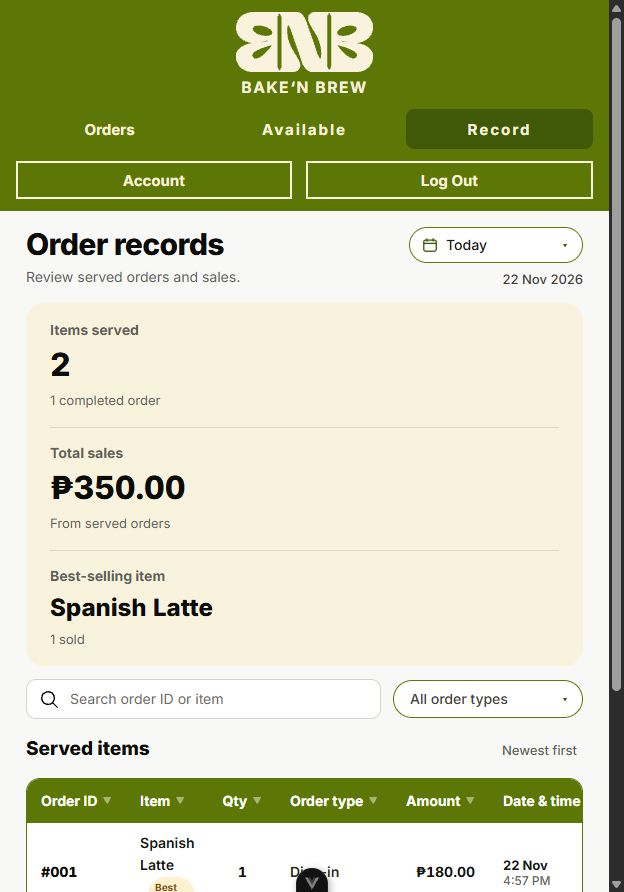 BNB
BAKE'N BREW
Orders Available Record
Account Log Out
Order records
Today
Review served orders and sales.
22 Nov 2026
Items served
2
1 completed order
Total sales
₱350.00
From served orders
Best-selling item
Spanish Latte
1 sold
Search order ID or item
All order types
Served items
Newest first
Order ID Item Qty Order type Amount Date & time
Spanish
Latte
#001 1 ₱180.00 22 Nov
4:57 PM
Best